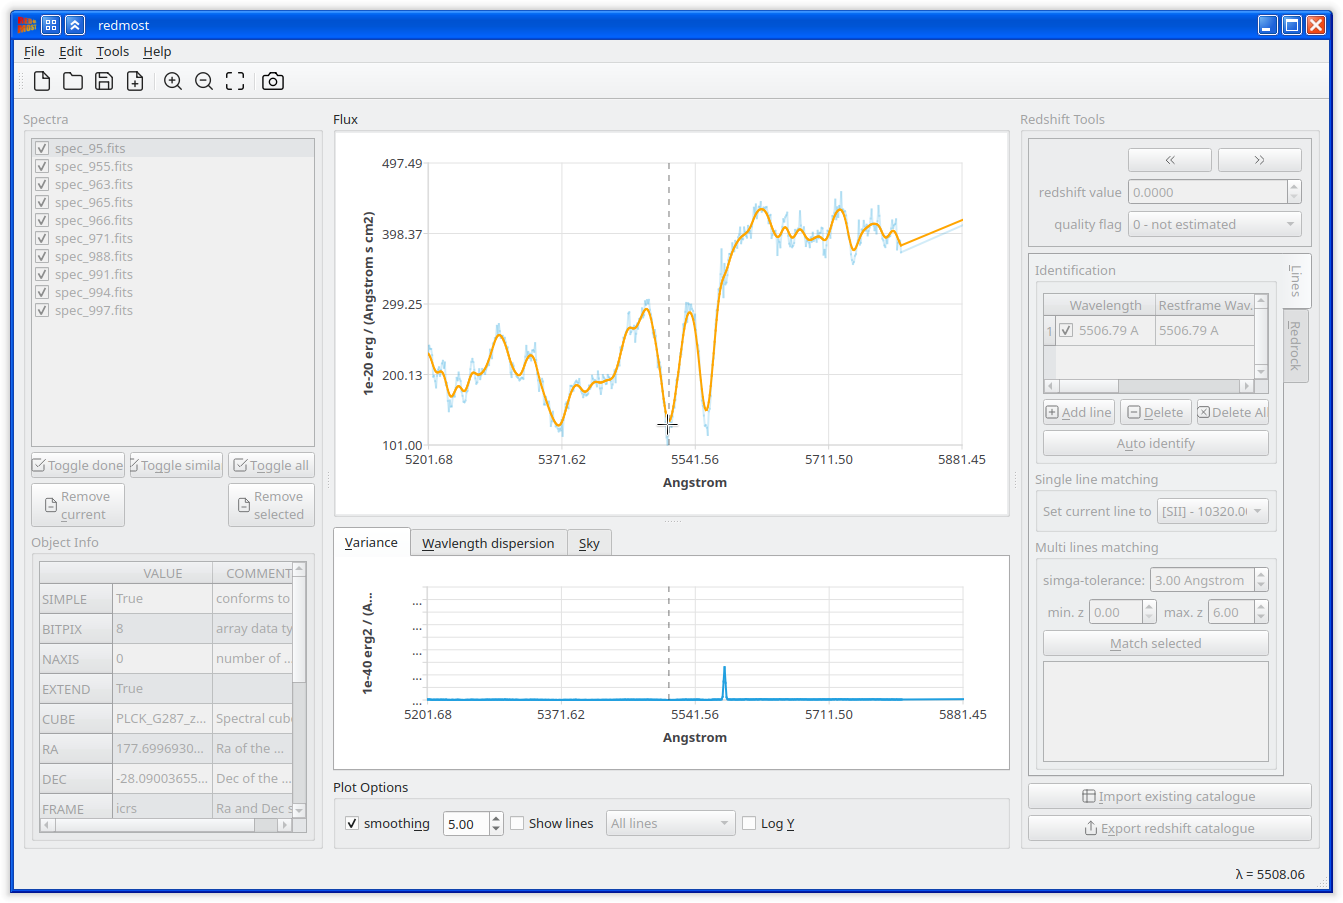 redmost
File Edit Tools Help
Spectra
spec_95.fits
spec_955.fits
spec_963.fits
spec_965.fits
spec_966.fits
spec_971.fits
spec_988.fits
spec_991.fits
spec_994.fits
spec_997.fits
Toggle done Toggle simila Toggle all
Remove current
Remove selected
Object Info
VALUE COMMENT
SIMPLE True conforms to
BITPIX 8 array data ty
NAXIS 0 number of ...
EXTEND True
CUBE PLCK_G287_z... Spectral cub
RA 177.6996930... Ra of the ...
DEC -28.09003655... Dec of the ...
FRAME icrs Ra and Dec s
Flux
1e-20 erg / (Angstrom s cm2)
497.49
398.37
299.25
200.13
101.00
5201.68 5371.62 5541.56 5711.50 5881.45
Angstrom
Variance Wavlength dispersion Sky
1e-40 erg2 / (A...
...
...
...
...
...
5201.68 5371.62 5541.56 5711.50 5881.45
Angstrom
Plot Options
smoothing 5.00 Show lines All lines Log Y
Redshift Tools
« »
redshift value 0.0000
quality flag 0 - not estimated
Lines
Redrock
Identification
Wavelength Restframe Wav.
1 5506.79 A 5506.79 A
Add line Delete Delete All
Auto identify
Single line matching
Set current line to [SII] - 10320.0
Multi lines matching
simga-tolerance: 3.00 Angstrom
min. z 0.00 max. z 6.00
Match selected
Import existing catalogue
Export redshift catalogue
λ = 5508.06